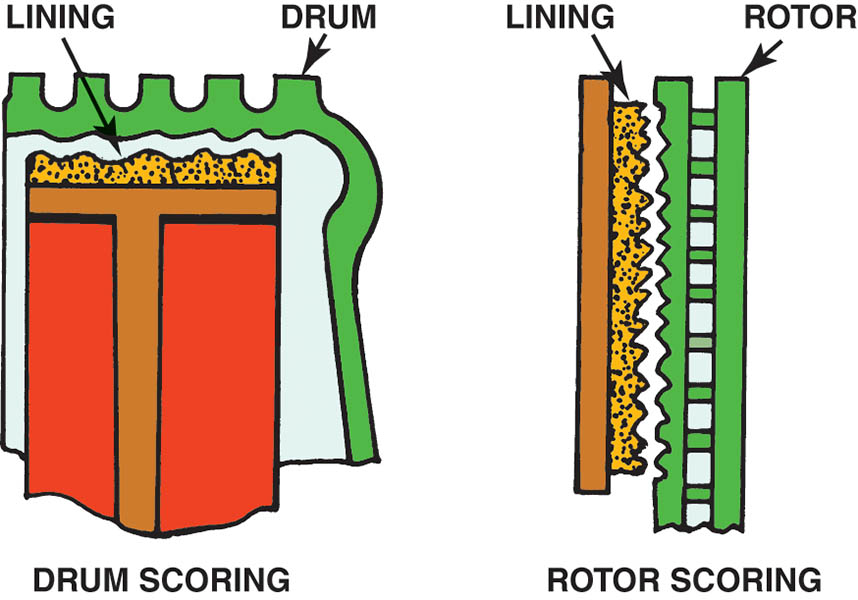 LINING DRUM
LINING ROTOR
DRUM SCORING
ROTOR SCORING